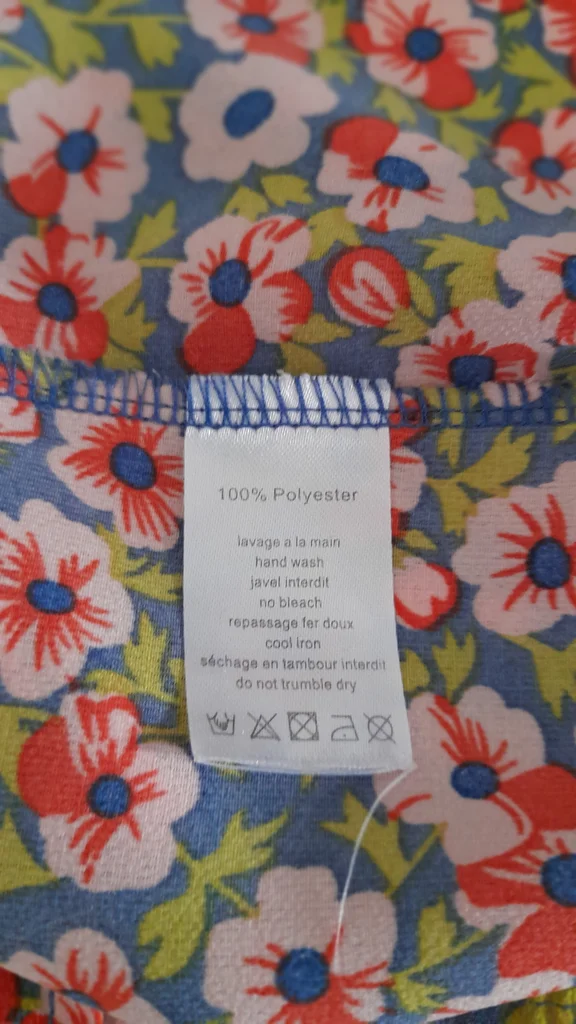 100% Polyester
lavage a la main
hand wash
javel interdit
no bleach
repassage fer doux
cool iron
séchage en tambour interdit
do not trumble dry